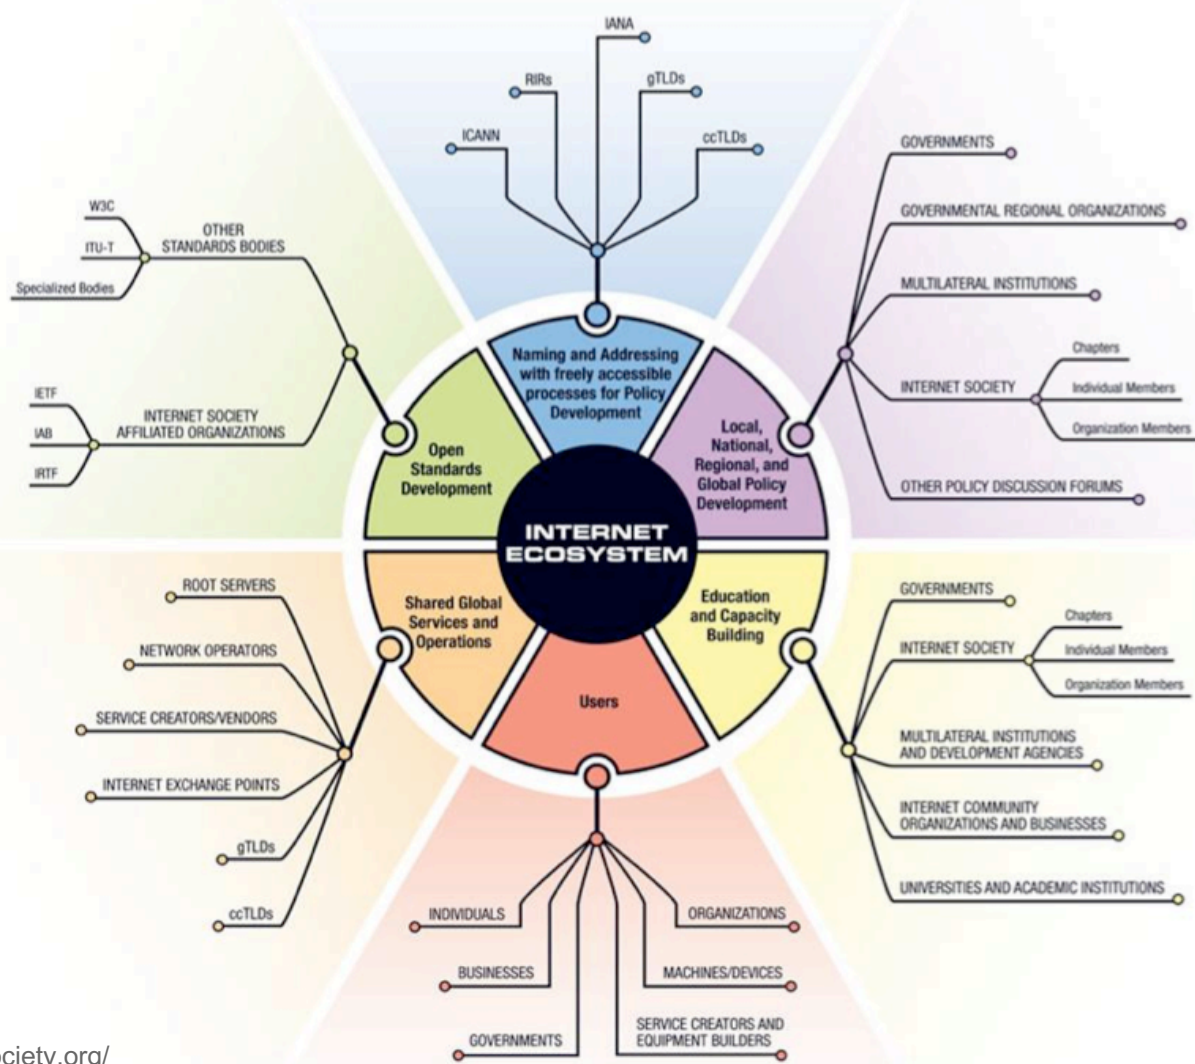 IANA
RIRs
gTLDs
ICANN
ccTLDs
W3C
ITU-T
Specialized Bodies
OTHER
STANDARDS BODIES
IETF
IAB
IRTF
INTERNET SOCIETY
AFFILIATED ORGANIZATIONS
GOVERNMENTS
GOVERNMENTAL REGIONAL ORGANIZATIONS
MULTILATERAL INSTITUTIONS
INTERNET SOCIETY
Chapters
Individual Members
Organization Members
OTHER POLICY DISCUSSION FORUMS
Naming and Addressing
with freely accessible
processes for Policy
Development
Open
Standards
Development
Local,
National,
Regional, and
Global Policy
Development
INTERNET
ECOSYSTEM
Shared Global
Services and
Operations
Education
and Capacity
Building
Users
ROOT SERVERS
NETWORK OPERATORS
SERVICE CREATORS/VENDORS
INTERNET EXCHANGE POINTS
gTLDs
ccTLDs
GOVERNMENTS
INTERNET SOCIETY
Chapters
Individual Members
Organization Members
MULTILATERAL INSTITUTIONS
AND DEVELOPMENT AGENCIES
INTERNET COMMUNITY
ORGANIZATIONS AND BUSINESSES
UNIVERSITIES AND ACADEMIC INSTITUTIONS
INDIVIDUALS
ORGANIZATIONS
BUSINESSES
MACHINES/DEVICES
GOVERNMENTS
SERVICE CREATORS AND
EQUIPMENT BUILDERS